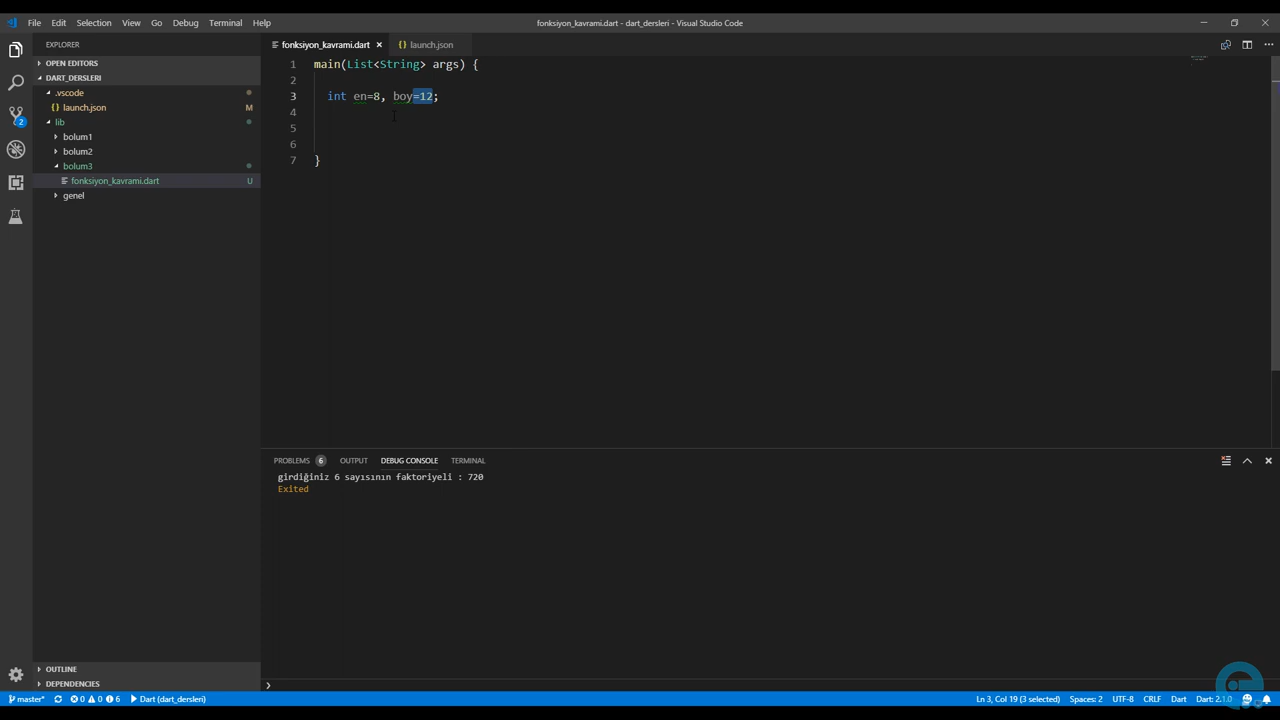 File Edit Selection View Go Debug Terminal Help
fonksiyon_kavrami.dart - dart_dersleri - Visual Studio Code
EXPLORER
OPEN EDITORS
DART_DERSLERI
.vscode
launch.json M
lib
bolum1
bolum2
bolum3
fonksiyon_kavrami.dart U
genel
OUTLINE
DEPENDENCIES
2
fonksiyon_kavrami.dart
launch.json
1 main(List<String> args) {
2
3 int en=8, boy=12;
4
5
6
7 }
PROBLEMS 6 OUTPUT DEBUG CONSOLE TERMINAL
girdiğiniz 6 sayısının faktoriyeli : 720
Exited
master* 0 0 6 Dart (dart_dersleri) Ln 3, Col 19 (3 selected) Spaces: 2 UTF-8 CRLF Dart Dart: 2.1.0